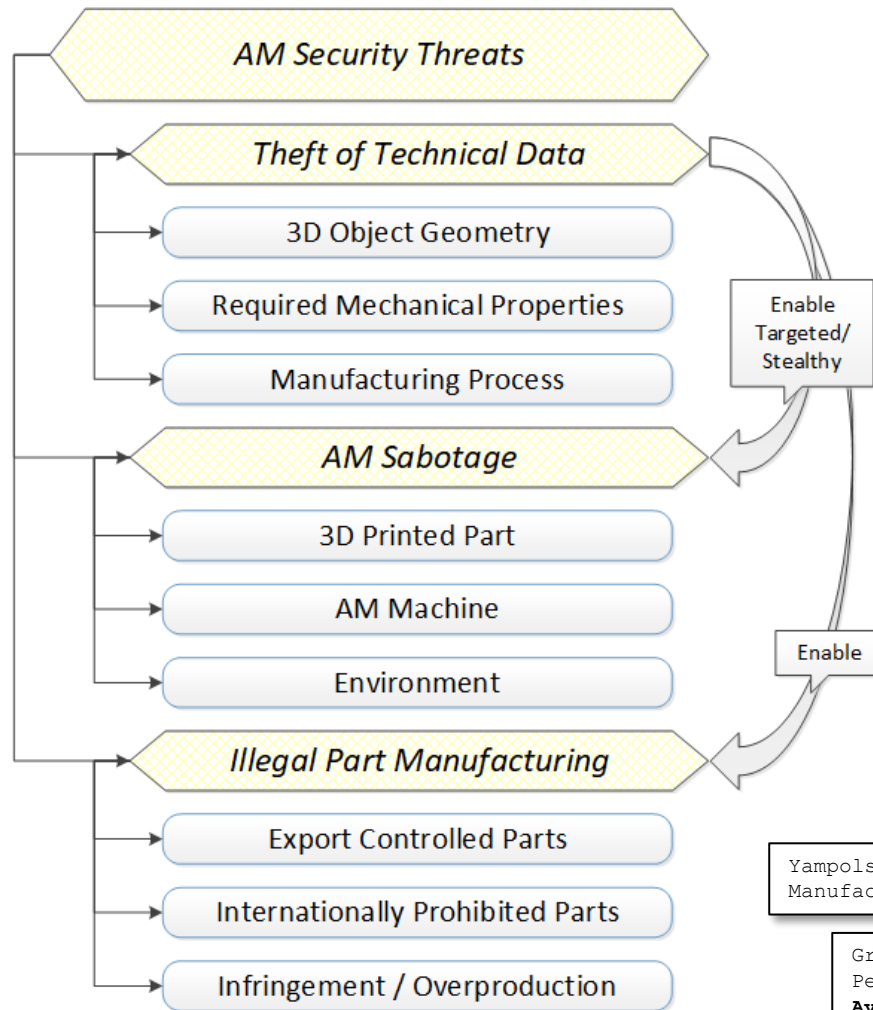 AM Security Threats
Theft of Technical Data
3D Object Geometry
Required Mechanical Properties
Manufacturing Process
Enable
Targeted/
Stealthy
AM Sabotage
3D Printed Part
AM Machine
Environment
Enable
Illegal Part Manufacturing
Export Controlled Parts
Internationally Prohibited Parts
Infringement / Overproduction